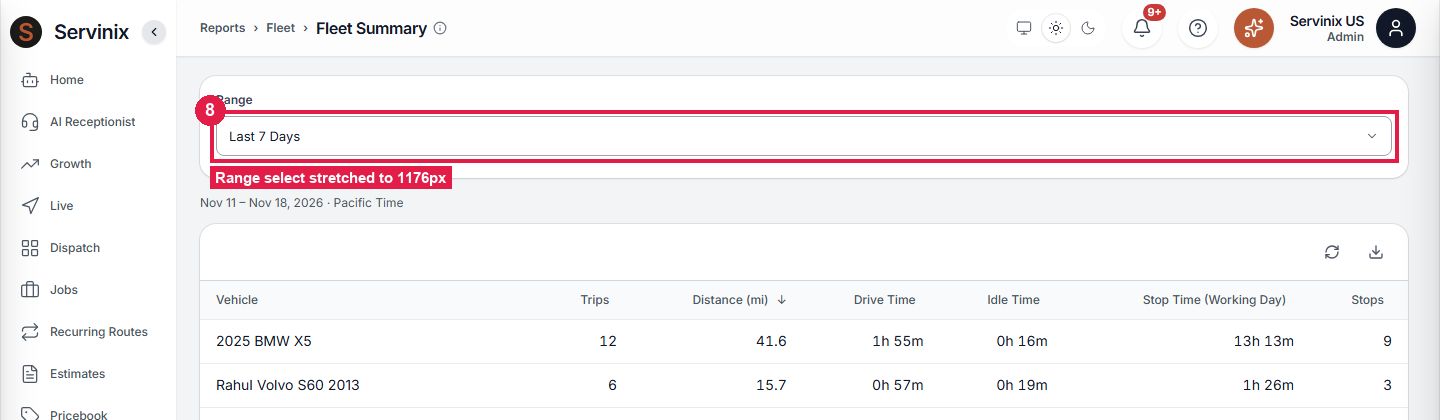 S Servinix
Reports › Fleet › Fleet Summary
9+
Servinix US
Admin
Home
AI Receptionist
Growth
Live
Dispatch
Jobs
Recurring Routes
Estimates
Pricebook
Range
8
Last 7 Days
Range select stretched to 1176px
Nov 11 – Nov 18, 2026 · Pacific Time
Vehicle Trips Distance (mi) ↓ Drive Time Idle Time Stop Time (Working Day) Stops
2025 BMW X5 12 41.6 1h 55m 0h 16m 13h 13m 9
Rahul Volvo S60 2013 6 15.7 0h 57m 0h 19m 1h 26m 3